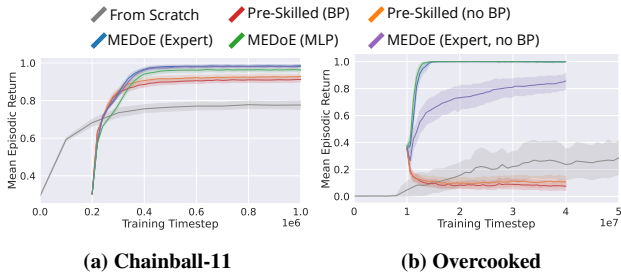 From Scratch Pre-Skilled (BP) Pre-Skilled (no BP)
MEDoE (Expert) MEDoE (MLP) MEDoE (Expert, no BP)
Mean Episodic Return
1.0
0.8
0.6
0.4
0.0 0.2 0.4 0.6 0.8 1.0
Training Timestep 1e6
(a) Chainball-11
Mean Episodic Return
1.0
0.8
0.6
0.4
0.2
0.0
0 1 2 3 4 5
Training Timestep 1e7
(b) Overcooked